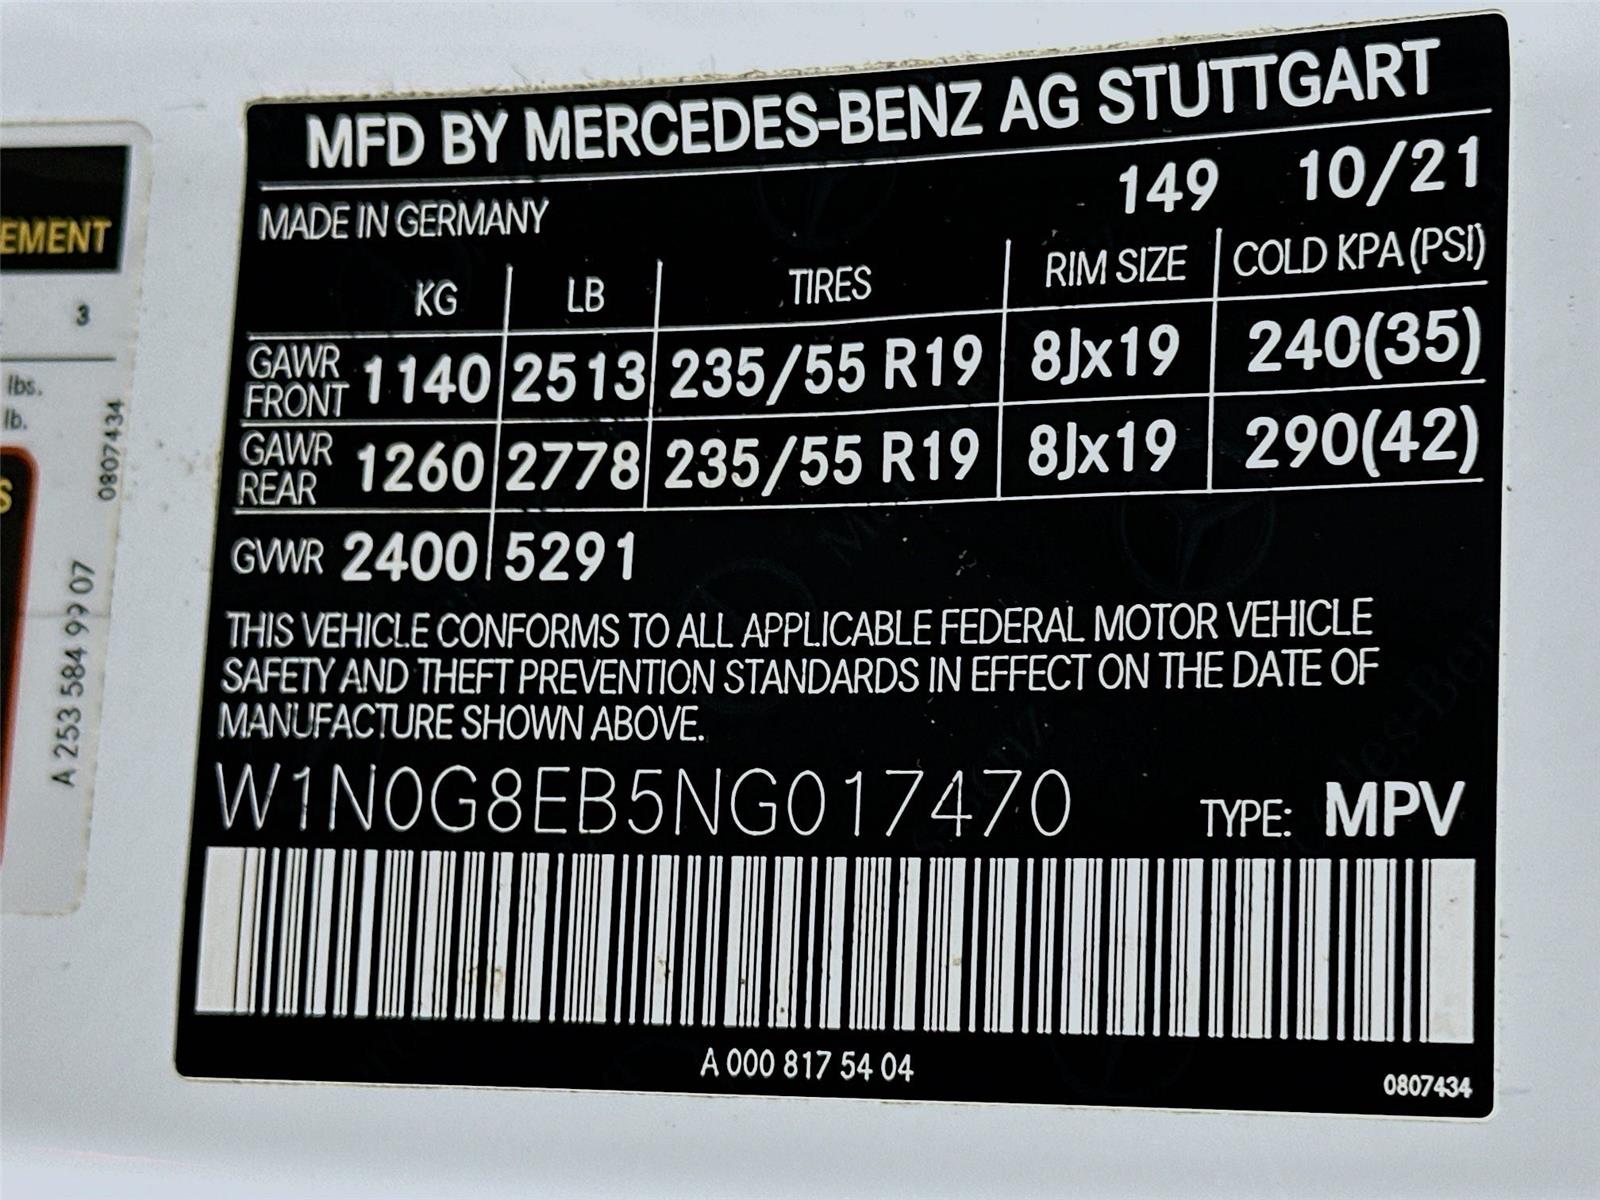 MFD BY MERCEDES-BENZ AG STUTTGART
149 10/21
MADE IN GERMANY
KG LB TIRES RIM SIZE COLD KPA (PSI)
GAWR FRONT 1140 2513 235/55 R19 8Jx19 240(35)
GAWR REAR 1260 2778 235/55 R19 8Jx19 290(42)
GVWR 2400 5291
THIS VEHICLE CONFORMS TO ALL APPLICABLE FEDERAL MOTOR VEHICLE
SAFETY AND THEFT PREVENTION STANDARDS IN EFFECT ON THE DATE OF
MANUFACTURE SHOWN ABOVE.
W1N0G8EB5NG017470 TYPE: MPV
A 000 817 54 04
0807434
EMENT
3
lbs.
lb.
0807434
S
A 253 584 99 07